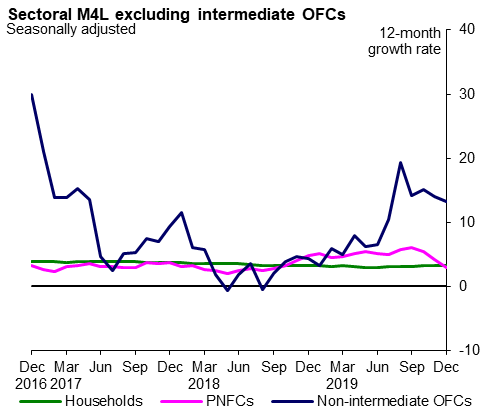 Sectoral M4L excluding intermediate OFCs
Seasonally adjusted
12-month
growth rate
40
30
20
10
0
-10
Dec Mar Jun Sep Dec Mar Jun Sep Dec Mar Jun Sep Dec
2016 2017 2018 2019
Households PNFCs Non-intermediate OFCs